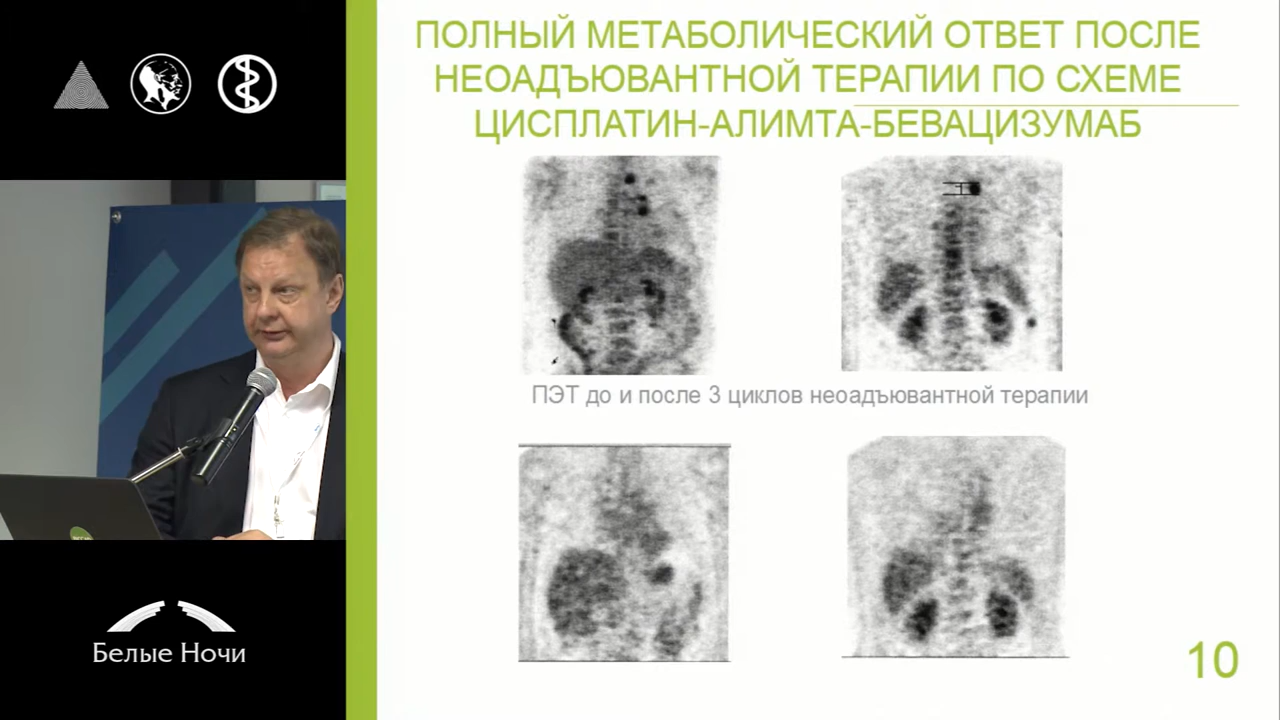 ПОЛНЫЙ МЕТАБОЛИЧЕСКИЙ ОТВЕТ ПОСЛЕ
НЕОАДЪЮВАНТНОЙ ТЕРАПИИ ПО СХЕМЕ
ЦИСПЛАТИН-АЛИМТА-БЕВАЦИЗУМАБ
ПЭТ до и после 3 циклов неоадъювантной терапии
10
Белые Ночи